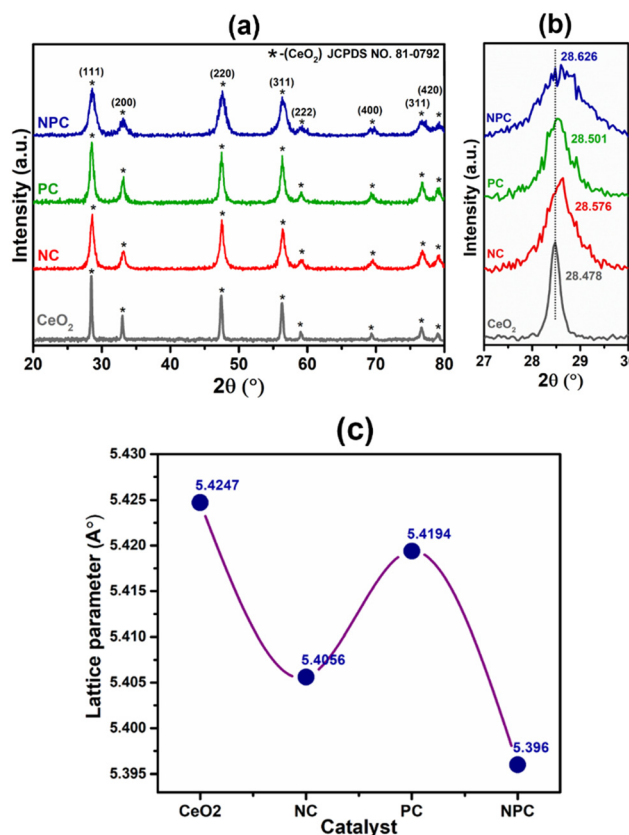 (a)
*-(CeO₂) JCPDS NO. 81-0792
(111)
(200)
(220)
(311)
(222)
(400)
(311)
(420)
NPC
PC
NC
CeO₂
Intensity (a.u.)
20 30 40 50 60 70 80
2θ (°)
(b)
28.626
NPC
28.501
PC
28.576
NC
28.478
CeO₂
Intensity (a.u.)
27 28 29 30
2θ (°)
(c)
5.430
5.425
5.420
5.415
5.410
5.405
5.400
5.395
Lattice parameter (A°)
5.4247
5.4056
5.4194
5.396
CeO2 NC PC NPC
Catalyst